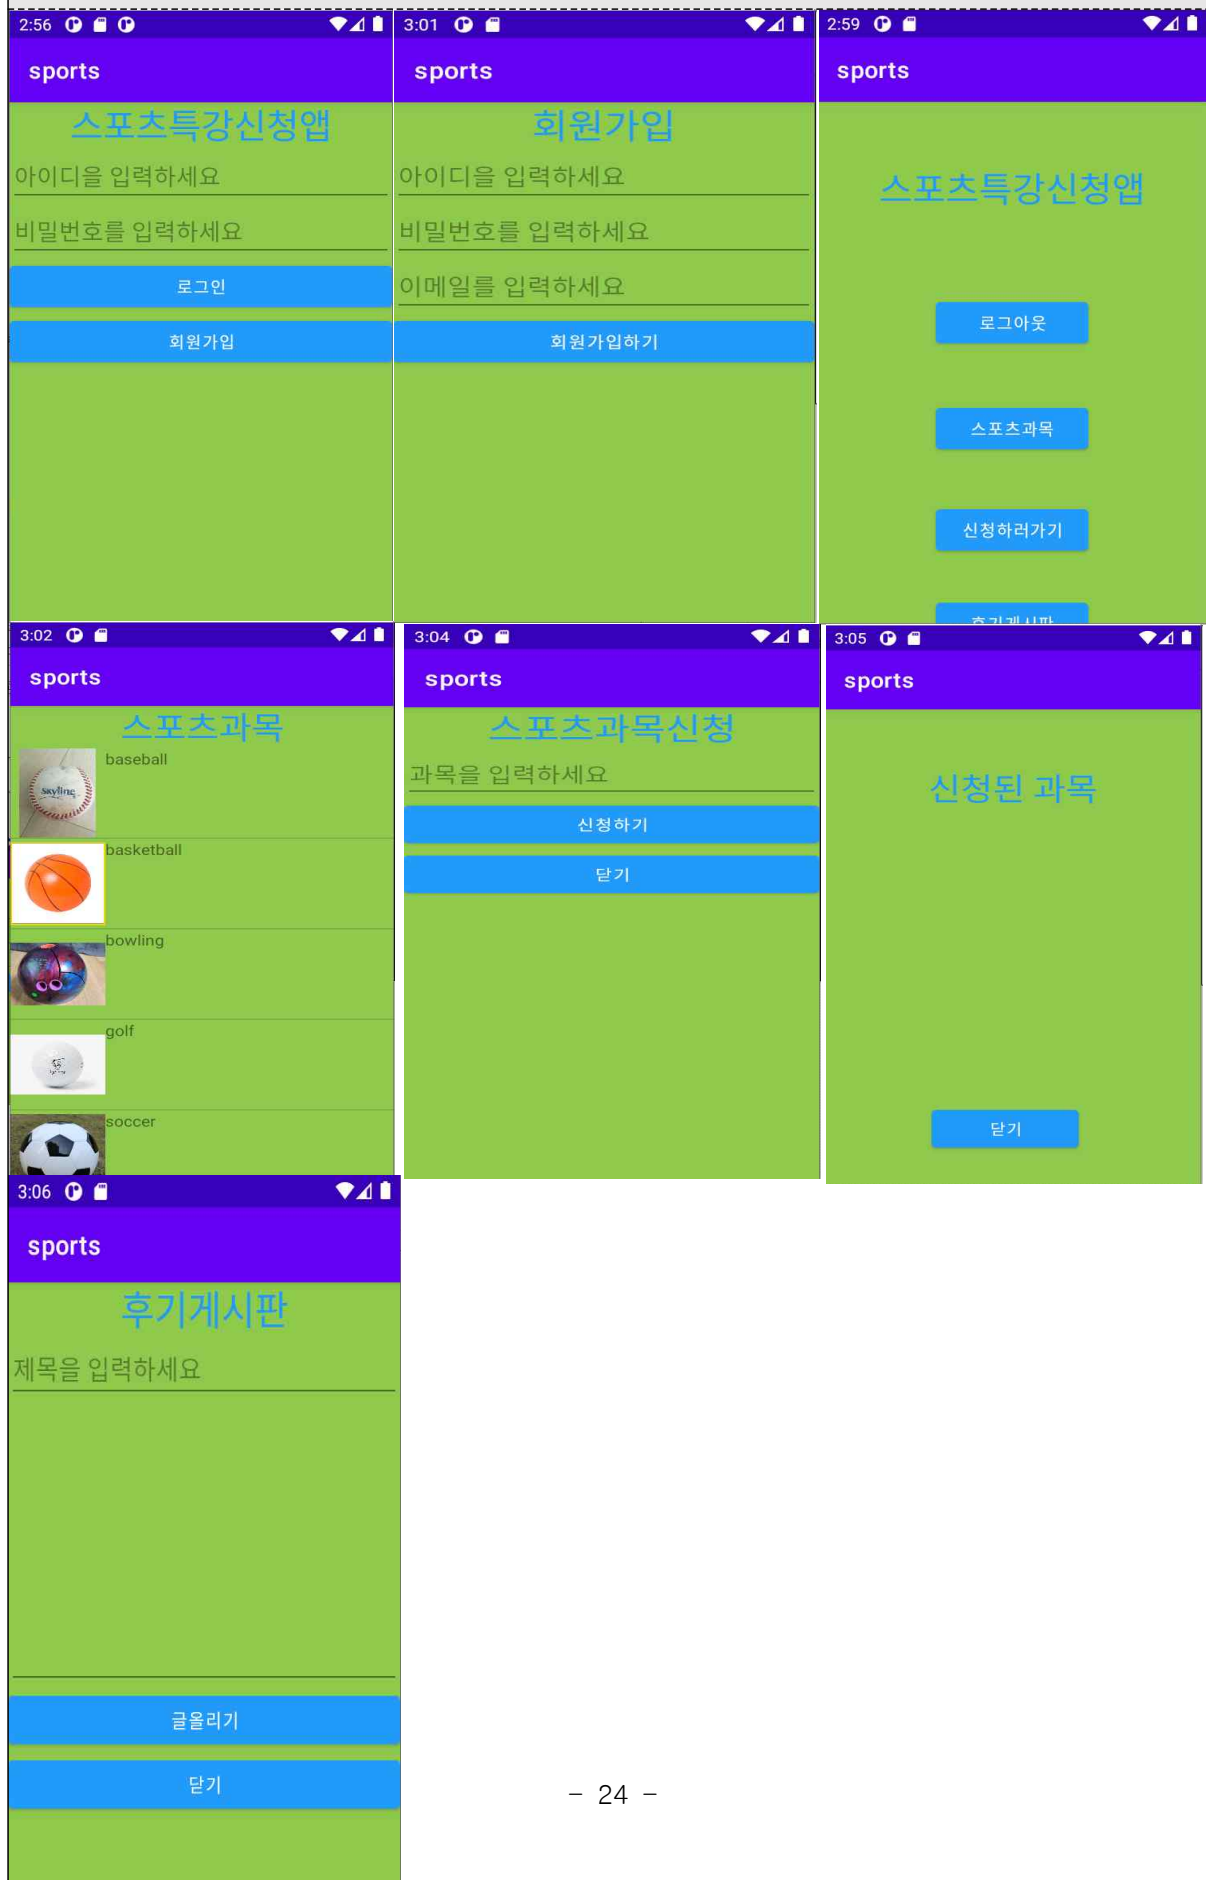 2:56
sports
스포츠특강신청앱
아이디을 입력하세요
비밀번호를 입력하세요
로그인
회원가입
3:01
sports
회원가입
아이디을 입력하세요
비밀번호를 입력하세요
이메일를 입력하세요
회원가입하기
2:59
sports
스포츠특강신청앱
로그아웃
스포츠과목
신청하러가기
후기게시판
3:02
sports
스포츠과목
skyline
baseball
basketball
bowling
golf
soccer
3:04
sports
스포츠과목신청
과목을 입력하세요
신청하기
닫기
3:05
sports
신청된 과목
닫기
3:06
sports
후기게시판
제목을 입력하세요
글올리기
닫기
- 24 -